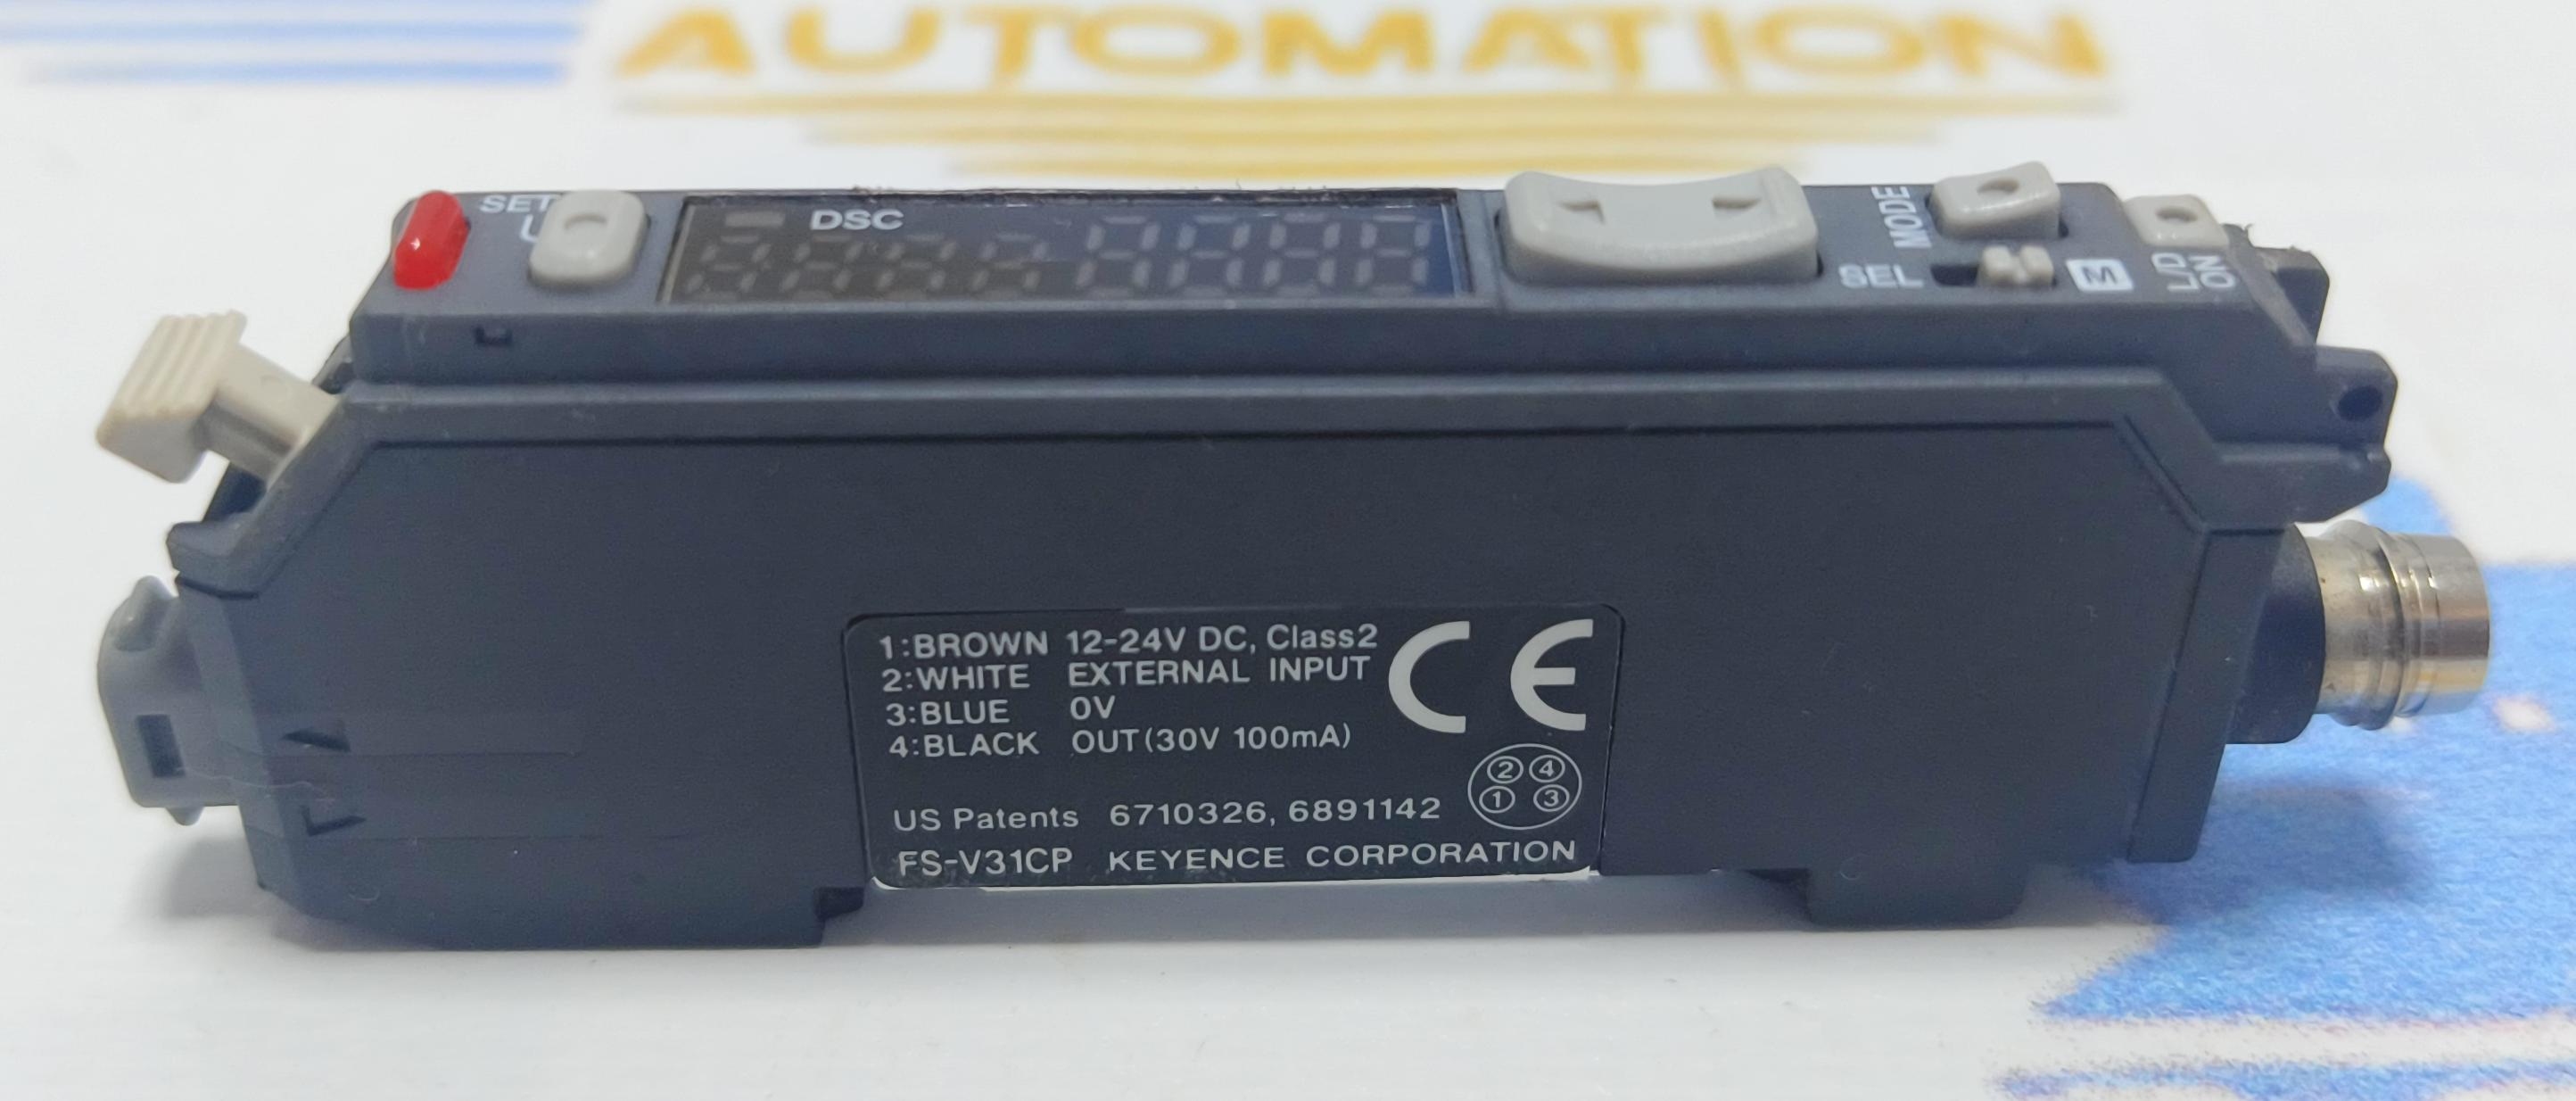 AUTOMATION
SET
DSC
MODE
SEL
M
L/D
ON
1:BROWN 12-24V DC, Class2
2:WHITE EXTERNAL INPUT
3:BLUE 0V
4:BLACK OUT(30V 100mA)
CE
2 4
1 3
US Patents 6710326, 6891142
FS-V31CP KEYENCE CORPORATION